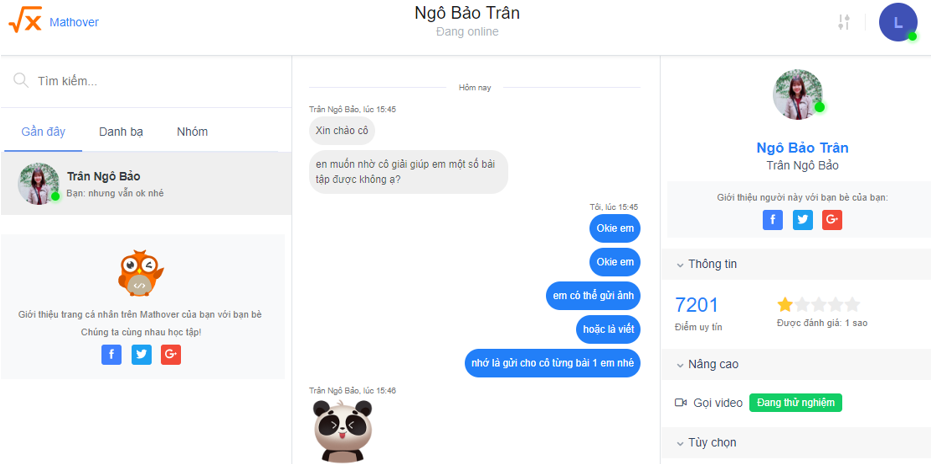 Mathover
Ngô Bảo Trân
Đang online
L
Tìm kiếm...
Gần đây
Danh bạ
Nhóm
Trân Ngô Bảo
Bạn: nhưng vẫn ok nhé
Giới thiệu trang cá nhân trên Mathover của bạn với bạn bè
Chúng ta cùng nhau học tập!
Hôm nay
Trân Ngô Bảo, lúc 15:45
Xin chào cô
en muốn nhờ cô giải giúp em một số bài
tập được không ạ?
Tôi, lúc 15:45
Okie em
Okie em
em có thể gửi ảnh
hoặc là viết
nhớ là gửi cho cô từng bài 1 em nhé
Trân Ngô Bảo, lúc 15:46
Ngô Bảo Trân
Trân Ngô Bảo
Giới thiệu người này với bạn bè của bạn:
Thông tin
7201
Điểm uy tín
Được đánh giá: 1 sao
Nâng cao
Gọi video
Đang thử nghiệm
Tùy chọn